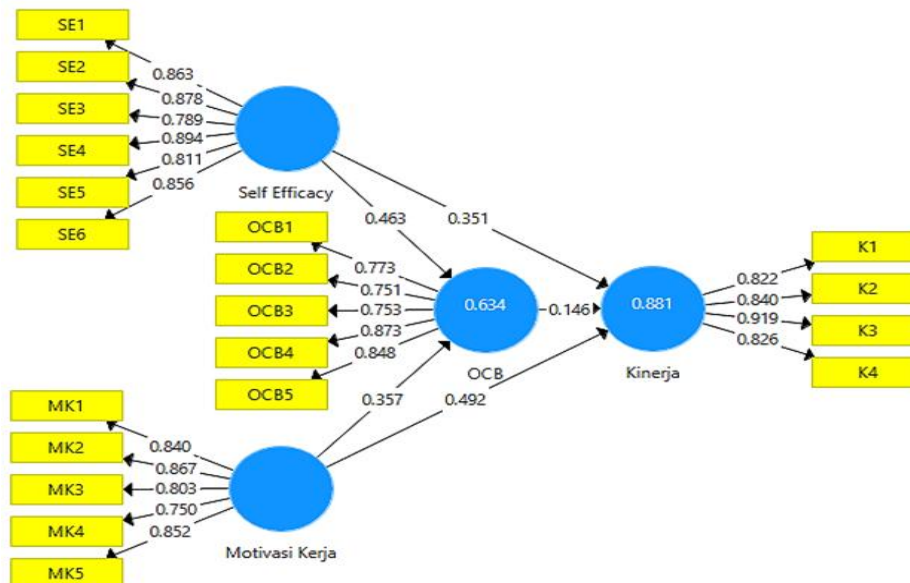 SE1
SE2
SE3
SE4
SE5
SE6
0.863
0.878
0.789
0.894
0.811
0.856
Self Efficacy
0.463
0.351
OCB1
OCB2
OCB3
OCB4
OCB5
0.773
0.751
0.753
0.873
0.848
0.634
OCB
0.146
0.881
Kinerja
0.822
0.840
0.919
0.826
K1
K2
K3
K4
0.357
0.492
MK1
MK2
MK3
MK4
MK5
0.840
0.867
0.803
0.750
0.852
Motivasi Kerja